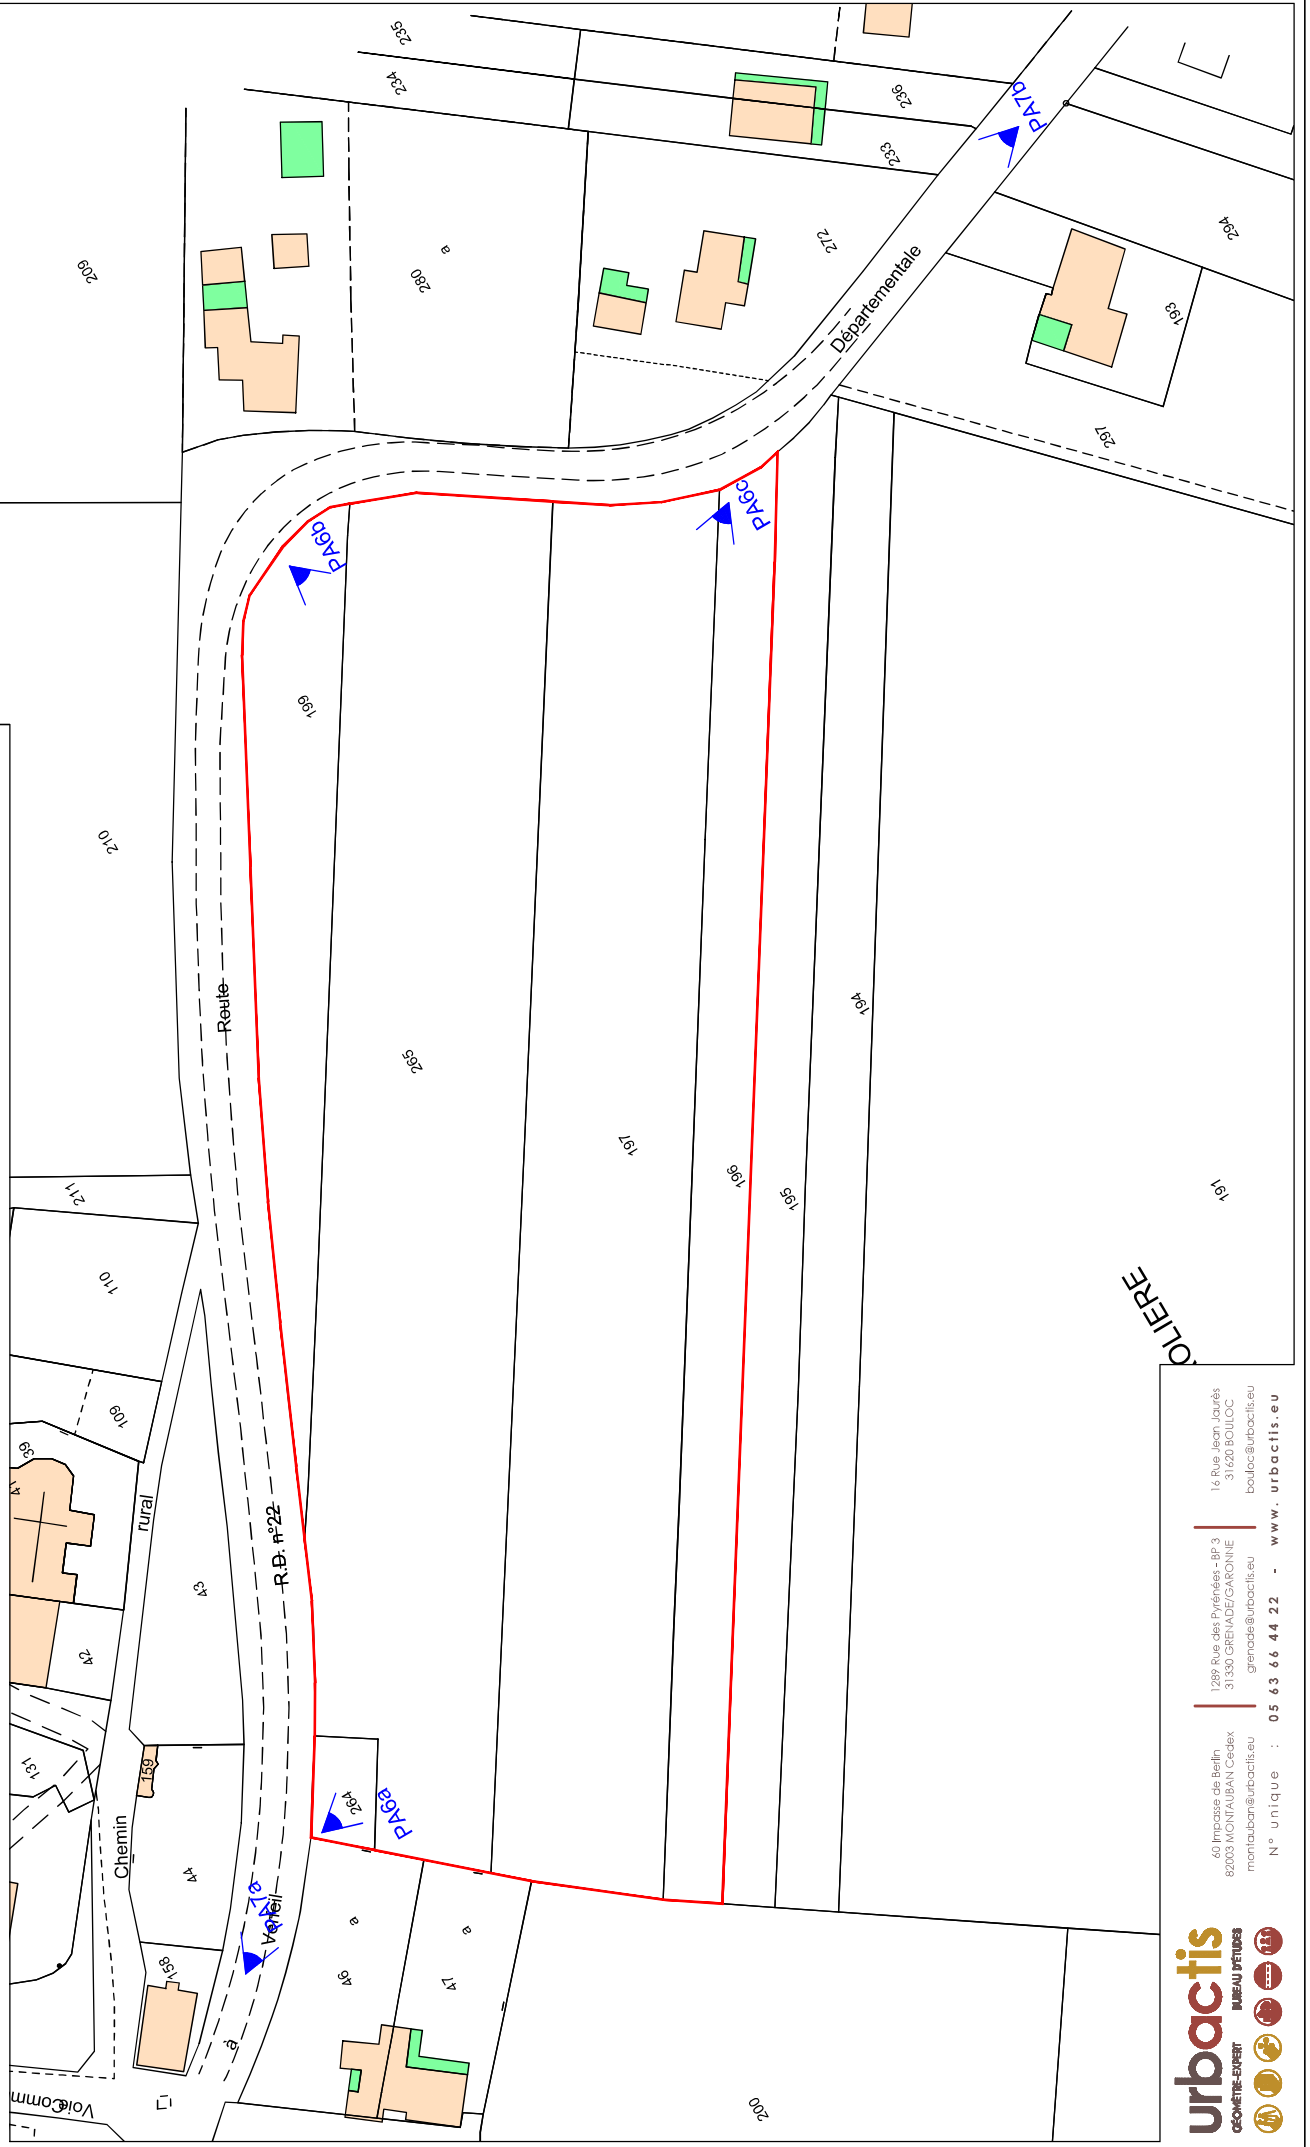 235
234
236
233
PA7b
209
280
a
272
294
Départementale
193
297
PA6c
PA6b
199
210
Route
194
265
197
196
195
191
211
110
OLIERE
109
39
41
rural
R.D. n°22
43
42
131
159
264
PA6a
Chemin
44
PA7a
Verfeil
158
a
46
a
47
à
Voie Comm
200
urbactis
GÉOMÈTRE-EXPERT BUREAU D'ÉTUDES
60 Impasse de Berlin
82003 MONTAUBAN Cedex
montauban@urbactis.eu
1289 Rue des Pyrénées - BP 3
31330 GRENADE/GARONNE
grenade@urbactis.eu
16 Rue Jean Jaurès
31620 BOULOC
bouloc@urbactis.eu
N° unique : 05 63 66 44 22 - www.urbactis.eu